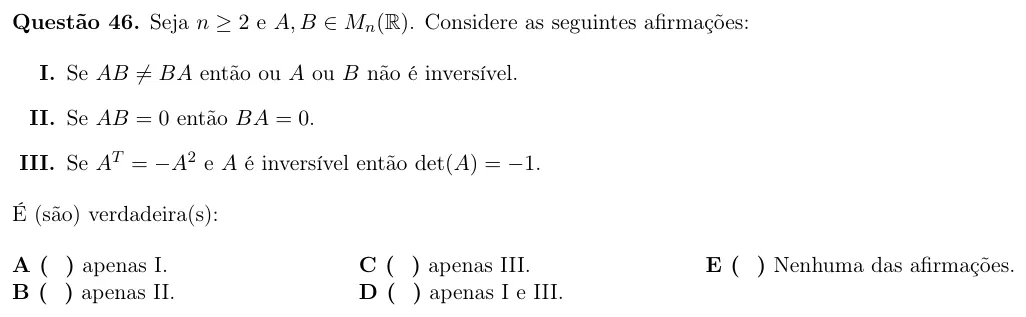 Questão 46. Seja n ≥ 2 e A, B ∈ Mₙ(ℝ). Considere as seguintes afirmações:
I. Se AB ≠ BA então ou A ou B não é inversível.
II. Se AB = 0 então BA = 0.
III. Se Aᵀ = −A² e A é inversível então det(A) = −1.
É (são) verdadeira(s):
A ( ) apenas I. C ( ) apenas III. E ( ) Nenhuma das afirmações.
B ( ) apenas II. D ( ) apenas I e III.